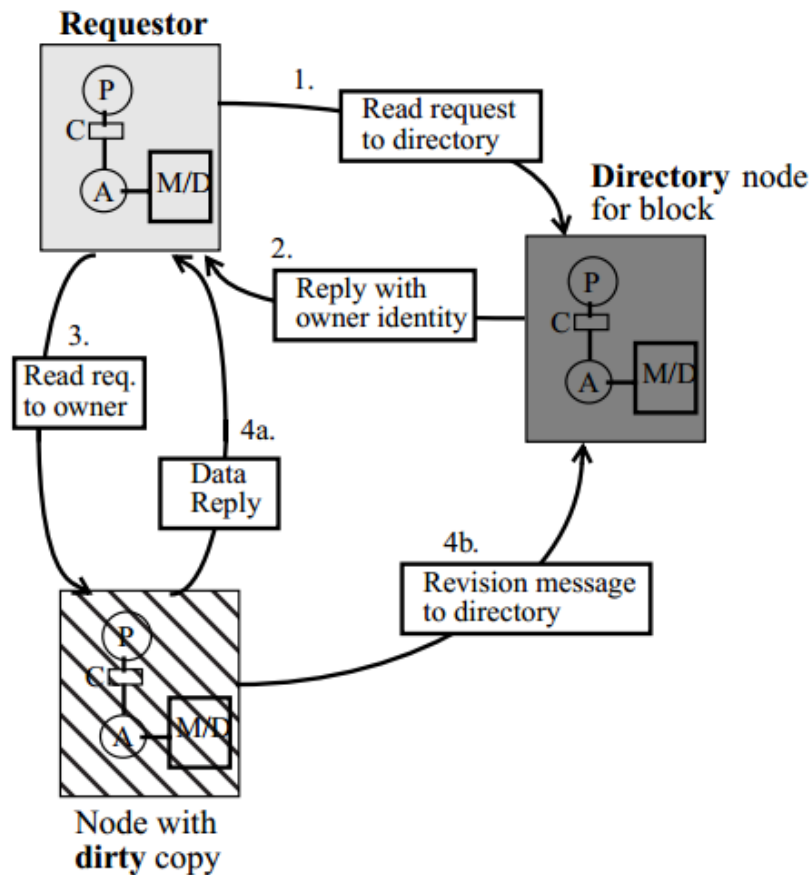 Requestor
P
C
A
M/D
1.
Read request
to directory
Directory node
for block
P
C
A
M/D
2.
Reply with
owner identity
3.
Read req.
to owner
4a.
Data
Reply
4b.
Revision message
to directory
P
C
A
M/D
Node with
dirty copy